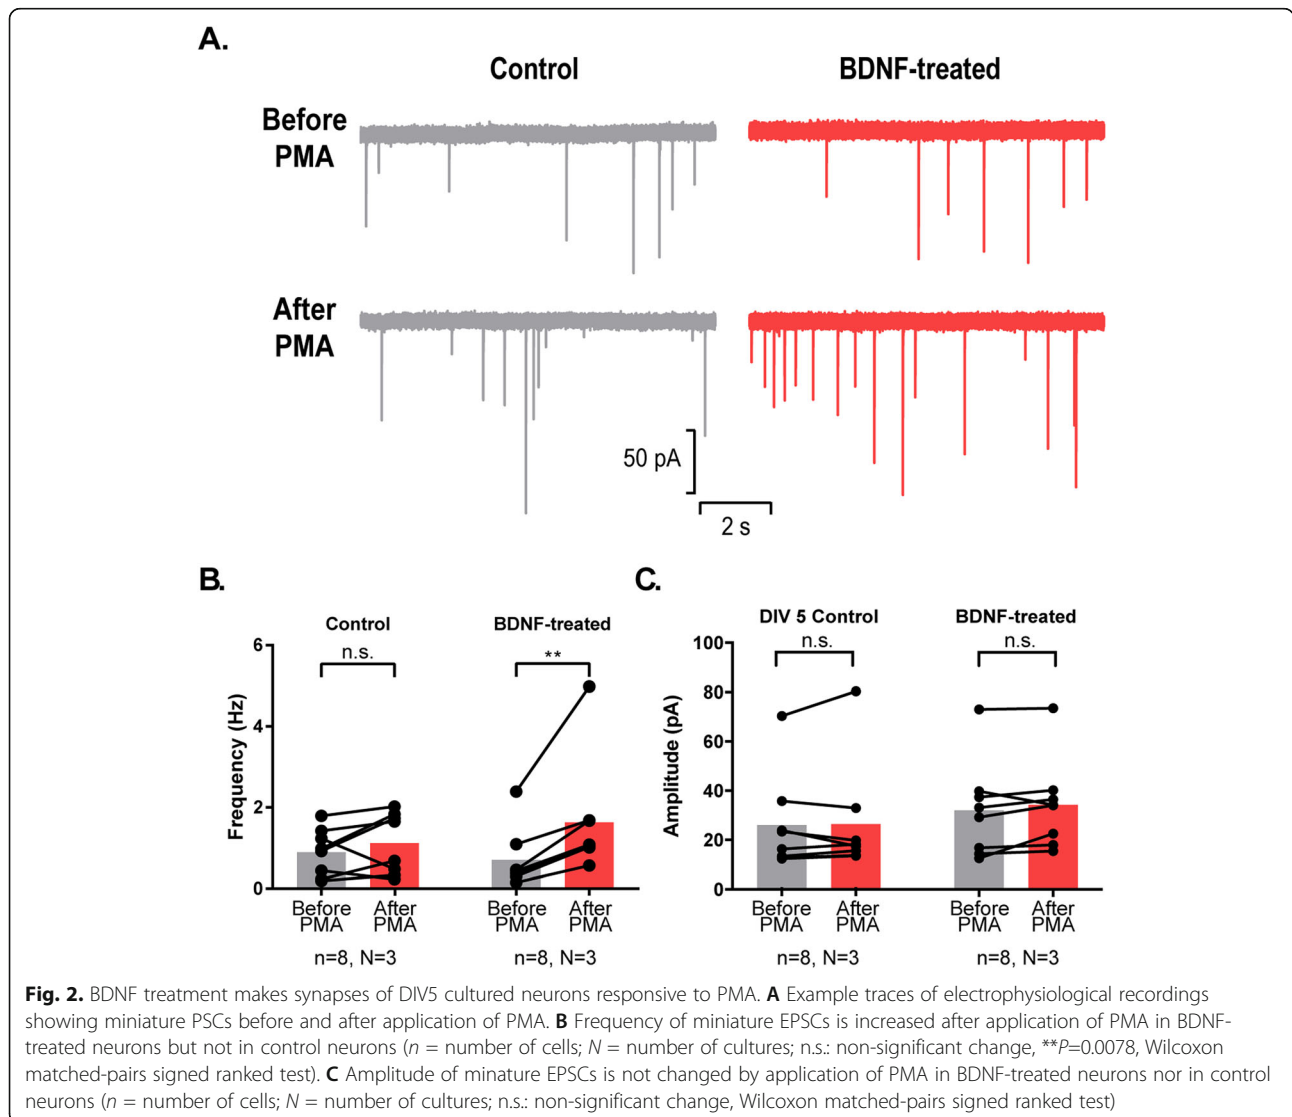 A.
Control
BDNF-treated
Before
PMA
After
PMA
50 pA
2 s
B.
Control
BDNF-treated
n.s.
**
Frequency (Hz)
6
4
2
0
Before
PMA
After
PMA
Before
PMA
After
PMA
n=8, N=3
n=8, N=3
C.
DIV 5 Control
BDNF-treated
n.s.
n.s.
Amplitude (pA)
100
80
60
40
20
0
Before
PMA
After
PMA
Before
PMA
After
PMA
n=8, N=3
n=8, N=3
Fig. 2. BDNF treatment makes synapses of DIV5 cultured neurons responsive to PMA. A Example traces of electrophysiological recordings
showing miniature PSCs before and after application of PMA. B Frequency of miniature EPSCs is increased after application of PMA in BDNF-
treated neurons but not in control neurons (n = number of cells; N = number of cultures; n.s.: non-significant change, **P=0.0078, Wilcoxon
matched-pairs signed ranked test). C Amplitude of minature EPSCs is not changed by application of PMA in BDNF-treated neurons nor in control
neurons (n = number of cells; N = number of cultures; n.s.: non-significant change, Wilcoxon matched-pairs signed ranked test)